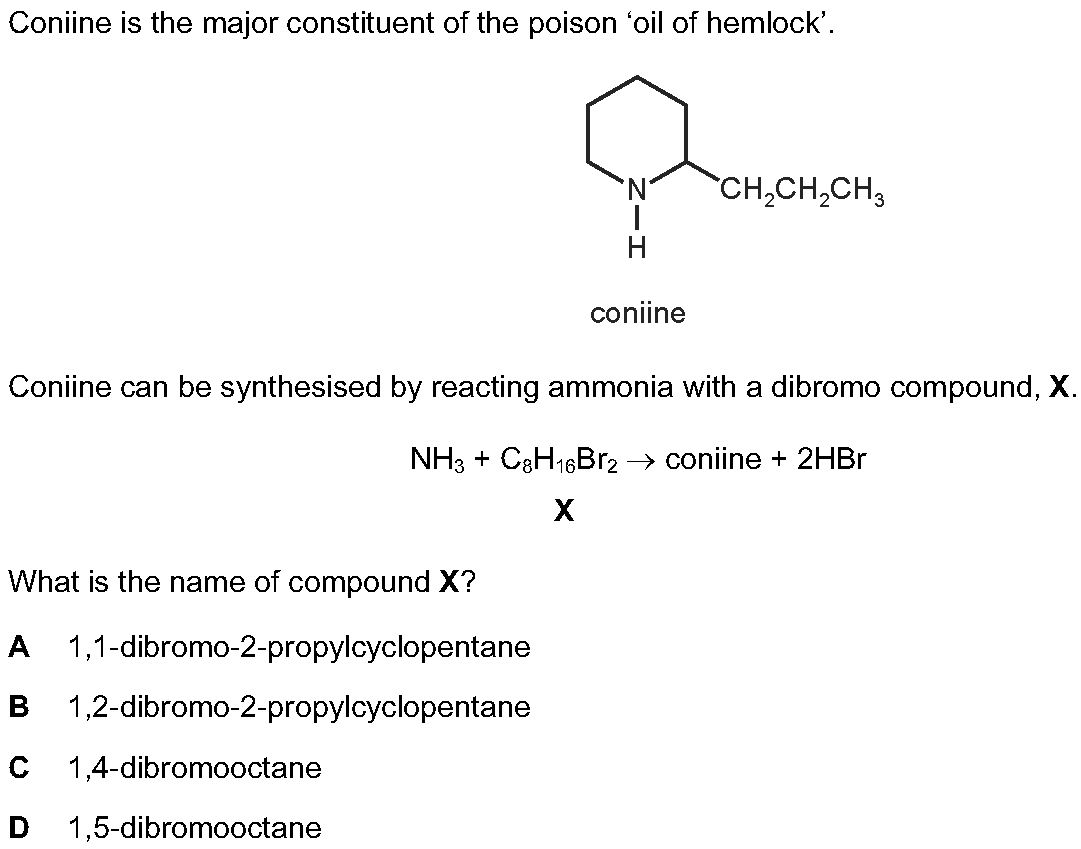 Coniine is the major constituent of the poison ‘oil of hemlock’.
N
CH₂CH₂CH₃
H
coniine
Coniine can be synthesised by reacting ammonia with a dibromo compound, X.
NH₃ + C₈H₁₆Br₂ → coniine + 2HBr
X
What is the name of compound X?
A 1,1-dibromo-2-propylcyclopentane
B 1,2-dibromo-2-propylcyclopentane
C 1,4-dibromooctane
D 1,5-dibromooctane